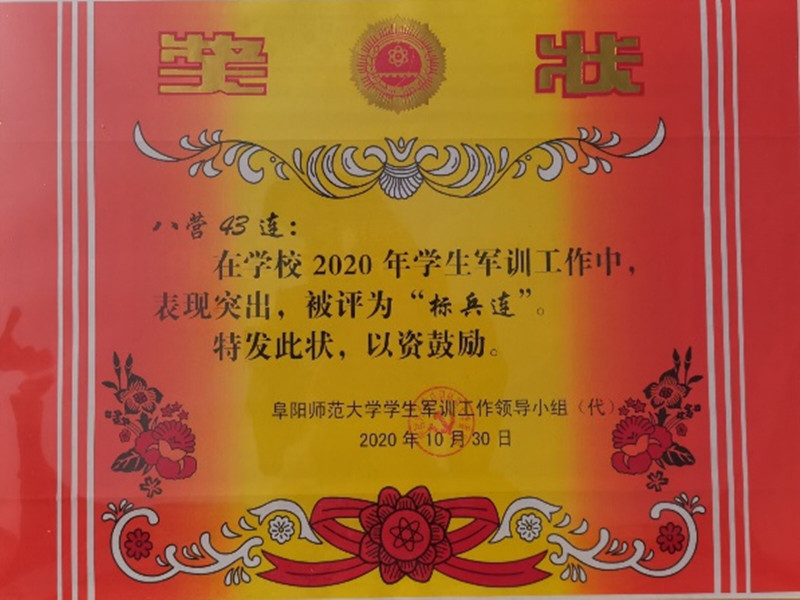 奖 状
八营43连：
在学校2020年学生军训工作中，
表现突出，被评为“标兵连”。
特发此状，以资鼓励。
阜阳师范大学学生军训工作领导小组（代）
2020年10月30日